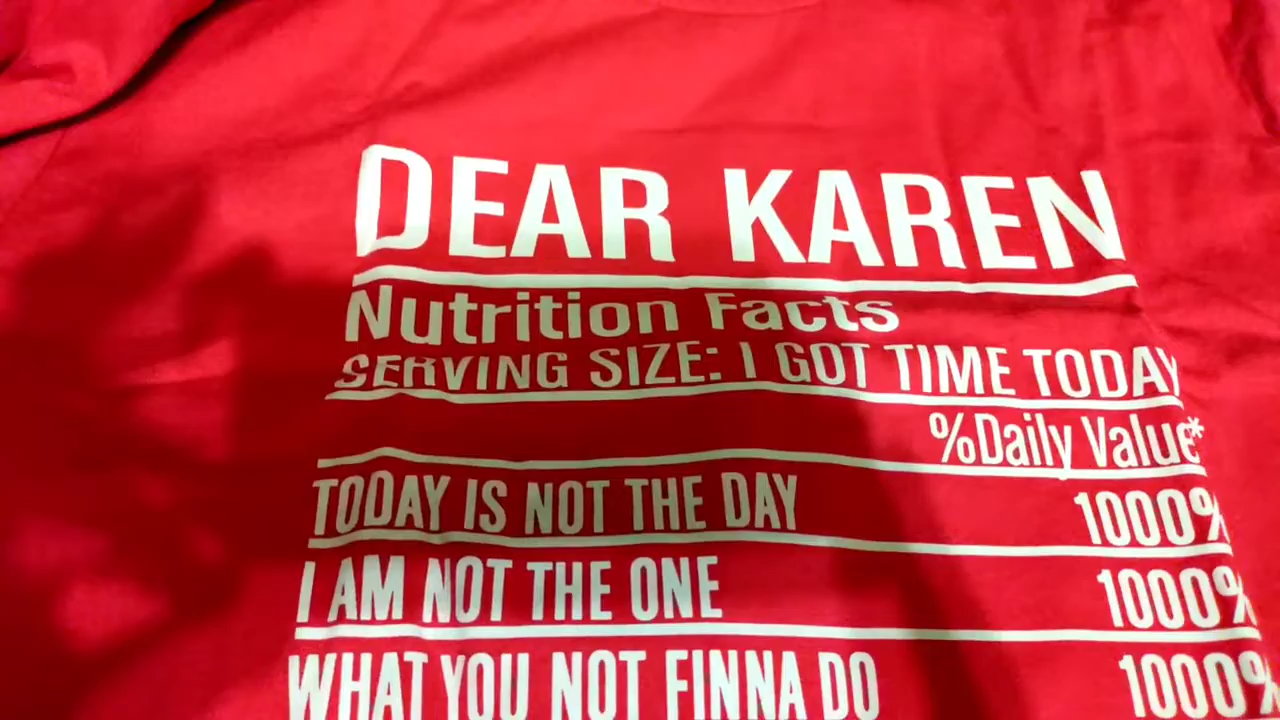 DEAR KAREN
Nutrition Facts
SERVING SIZE: I GOT TIME TODAY
%Daily Value*
TODAY IS NOT THE DAY 1000%
I AM NOT THE ONE 1000%
WHAT YOU NOT FINNA DO 1000%